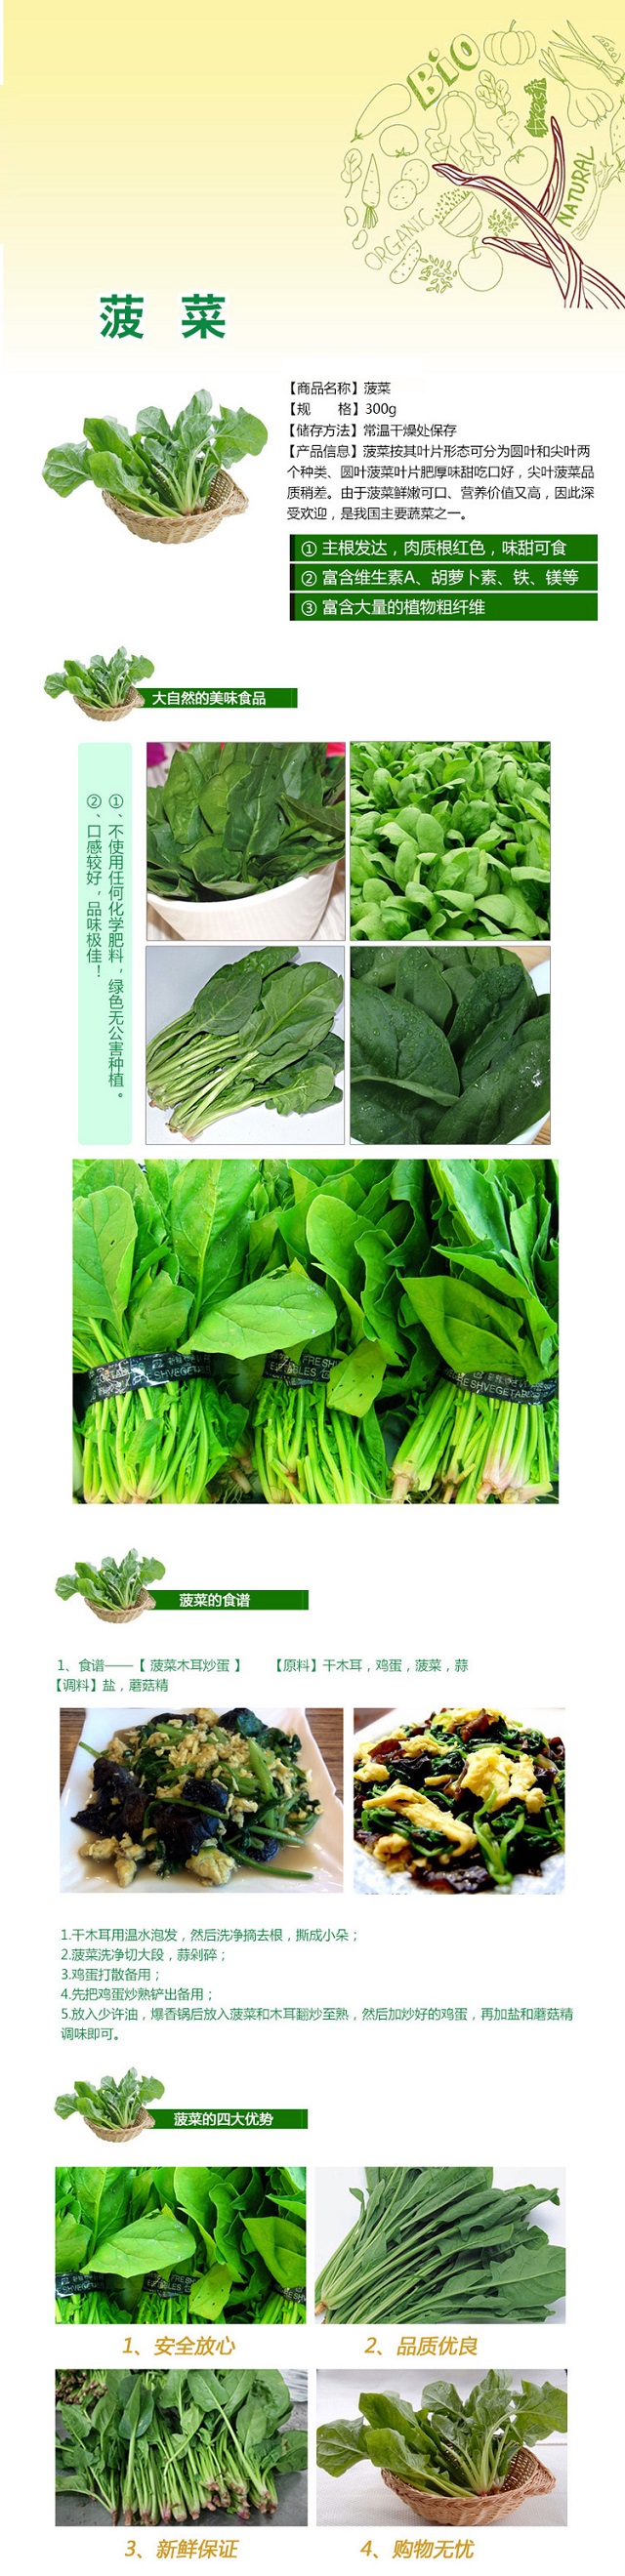 BiO
fresh
NATURAL
ORGANIC
菠 菜
【商品名称】菠菜
【规 格】300g
【储存方法】常温干燥处保存
【产品信息】菠菜按其叶片形态可分为圆叶和尖叶两
个种类、圆叶菠菜叶片肥厚味甜吃口好，尖叶菠菜品
质稍差。由于菠菜鲜嫩可口、营养价值又高，因此深
受欢迎，是我国主要蔬菜之一。
① 主根发达，肉质根红色，味甜可食
② 富含维生素A、胡萝卜素、铁、镁等
③ 富含大量的植物粗纤维
大自然的美味食品
①、不使用任何化学肥料，绿色无公害种植。
②、口感较好，品味极佳！
FRESH
ETABLES
ESHVEGETABL
RESHVEGETABLES
菠菜的食谱
1、食谱——【 菠菜木耳炒蛋 】 【原料】干木耳，鸡蛋，菠菜，蒜
【调料】盐，蘑菇精
1.干木耳用温水泡发，然后洗净摘去根，撕成小朵；
2.菠菜洗净切大段，蒜剁碎；
3.鸡蛋打散备用；
4.先把鸡蛋炒熟铲出备用；
5.放入少许油，爆香锅后放入菠菜和木耳翻炒至熟，然后加炒好的鸡蛋，再加盐和蘑菇精
调味即可。
菠菜的四大优势
1、安全放心
2、品质优良
3、新鲜保证
4、购物无忧